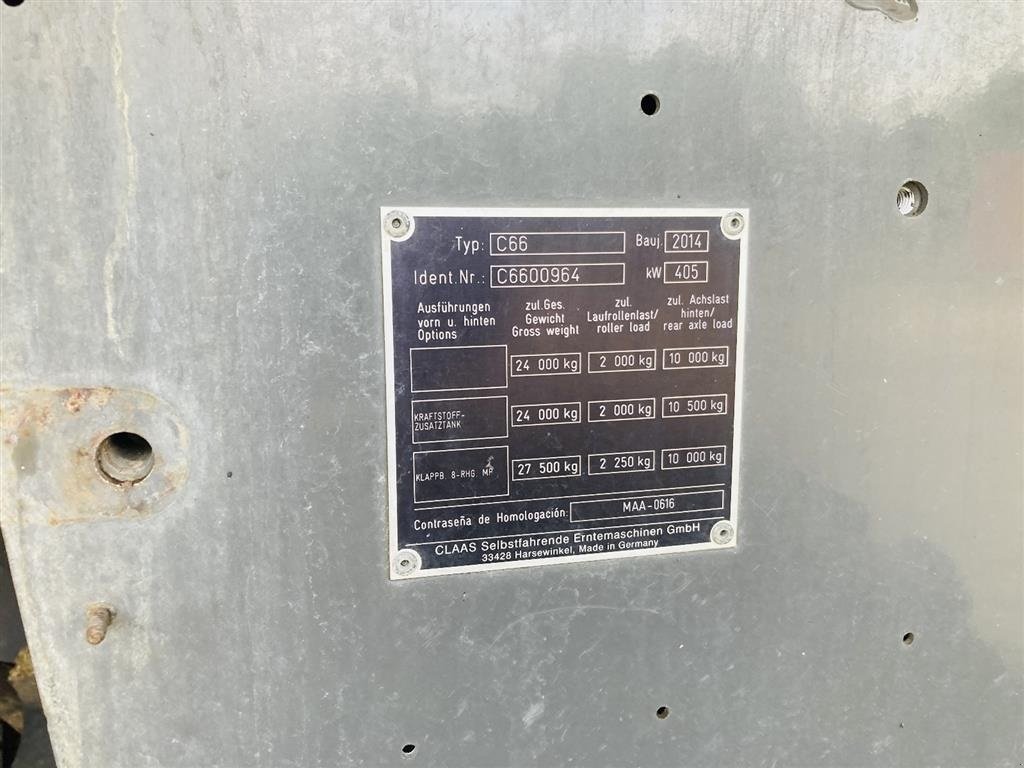 Typ: C66 Bauj. 2014
Ident.Nr.: C6600964 kW 405
Ausführungen vorn u. hinten Options
zul.Ges. Gewicht Gross weight
zul. Laufrollenlast/ roller load
zul. Achslast hinten/ rear axle load
24 000 kg 2 000 kg 10 000 kg
KRAFTSTOFF-
ZUSATZTANK 24 000 kg 2 000 kg 10 500 kg
KLAPPB. 8-RHG. MP 27 500 kg 2 250 kg 10 000 kg
Contraseña de Homologación: MAA-0616
CLAAS Selbstfahrende Erntemaschinen GmbH
33428 Harsewinkel, Made in Germany